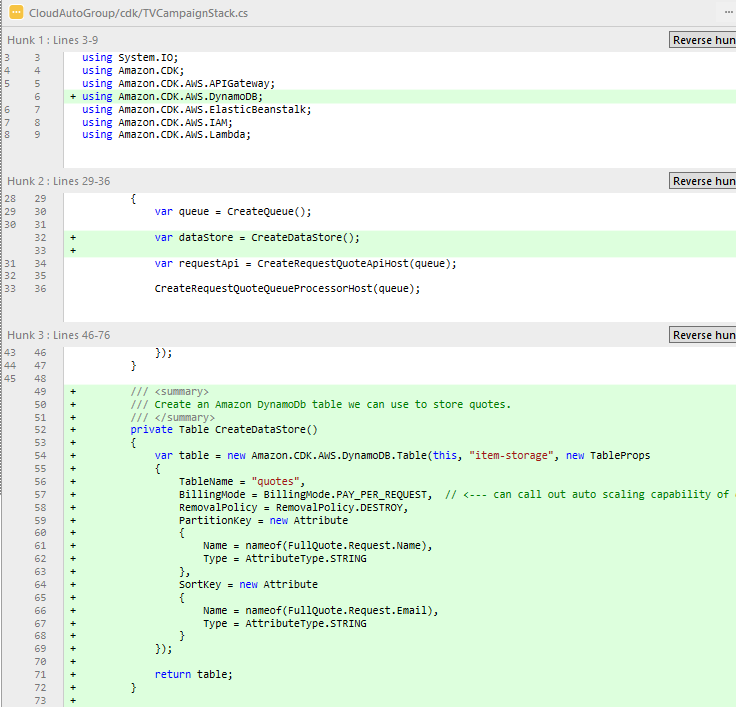 CloudAutoGroup/cdk/TVCampaignStack.cs
Hunk 1 : Lines 3-9 Reverse hun
3 3 using System.IO;
4 4 using Amazon.CDK;
5 5 using Amazon.CDK.AWS.APIGateway;
6 + using Amazon.CDK.AWS.DynamoDB;
6 7 using Amazon.CDK.AWS.ElasticBeanstalk;
7 8 using Amazon.CDK.AWS.IAM;
8 9 using Amazon.CDK.AWS.Lambda;
Hunk 2 : Lines 29-36 Reverse hun
28 29 {
29 30 var queue = CreateQueue();
30 31
32 + var dataStore = CreateDataStore();
33 +
31 34 var requestApi = CreateRequestQuoteApiHost(queue);
32 35
33 36 CreateRequestQuoteQueueProcessorHost(queue);
Hunk 3 : Lines 46-76 Reverse hun
43 46 });
44 47 }
45 48
49 + /// <summary>
50 + /// Create an Amazon DynamoDb table we can use to store quotes.
51 + /// </summary>
52 + private Table CreateDataStore()
53 + {
54 + var table = new Amazon.CDK.AWS.DynamoDB.Table(this, "item-storage", new TableProps
55 + {
56 + TableName = "quotes",
57 + BillingMode = BillingMode.PAY_PER_REQUEST, // <--- can call out auto scaling capability of
58 + RemovalPolicy = RemovalPolicy.DESTROY,
59 + PartitionKey = new Attribute
60 + {
61 + Name = nameof(FullQuote.Request.Name),
62 + Type = AttributeType.STRING
63 + },
64 + SortKey = new Attribute
65 + {
66 + Name = nameof(FullQuote.Request.Email),
67 + Type = AttributeType.STRING
68 + }
69 + });
70 +
71 + return table;
72 + }
73 +